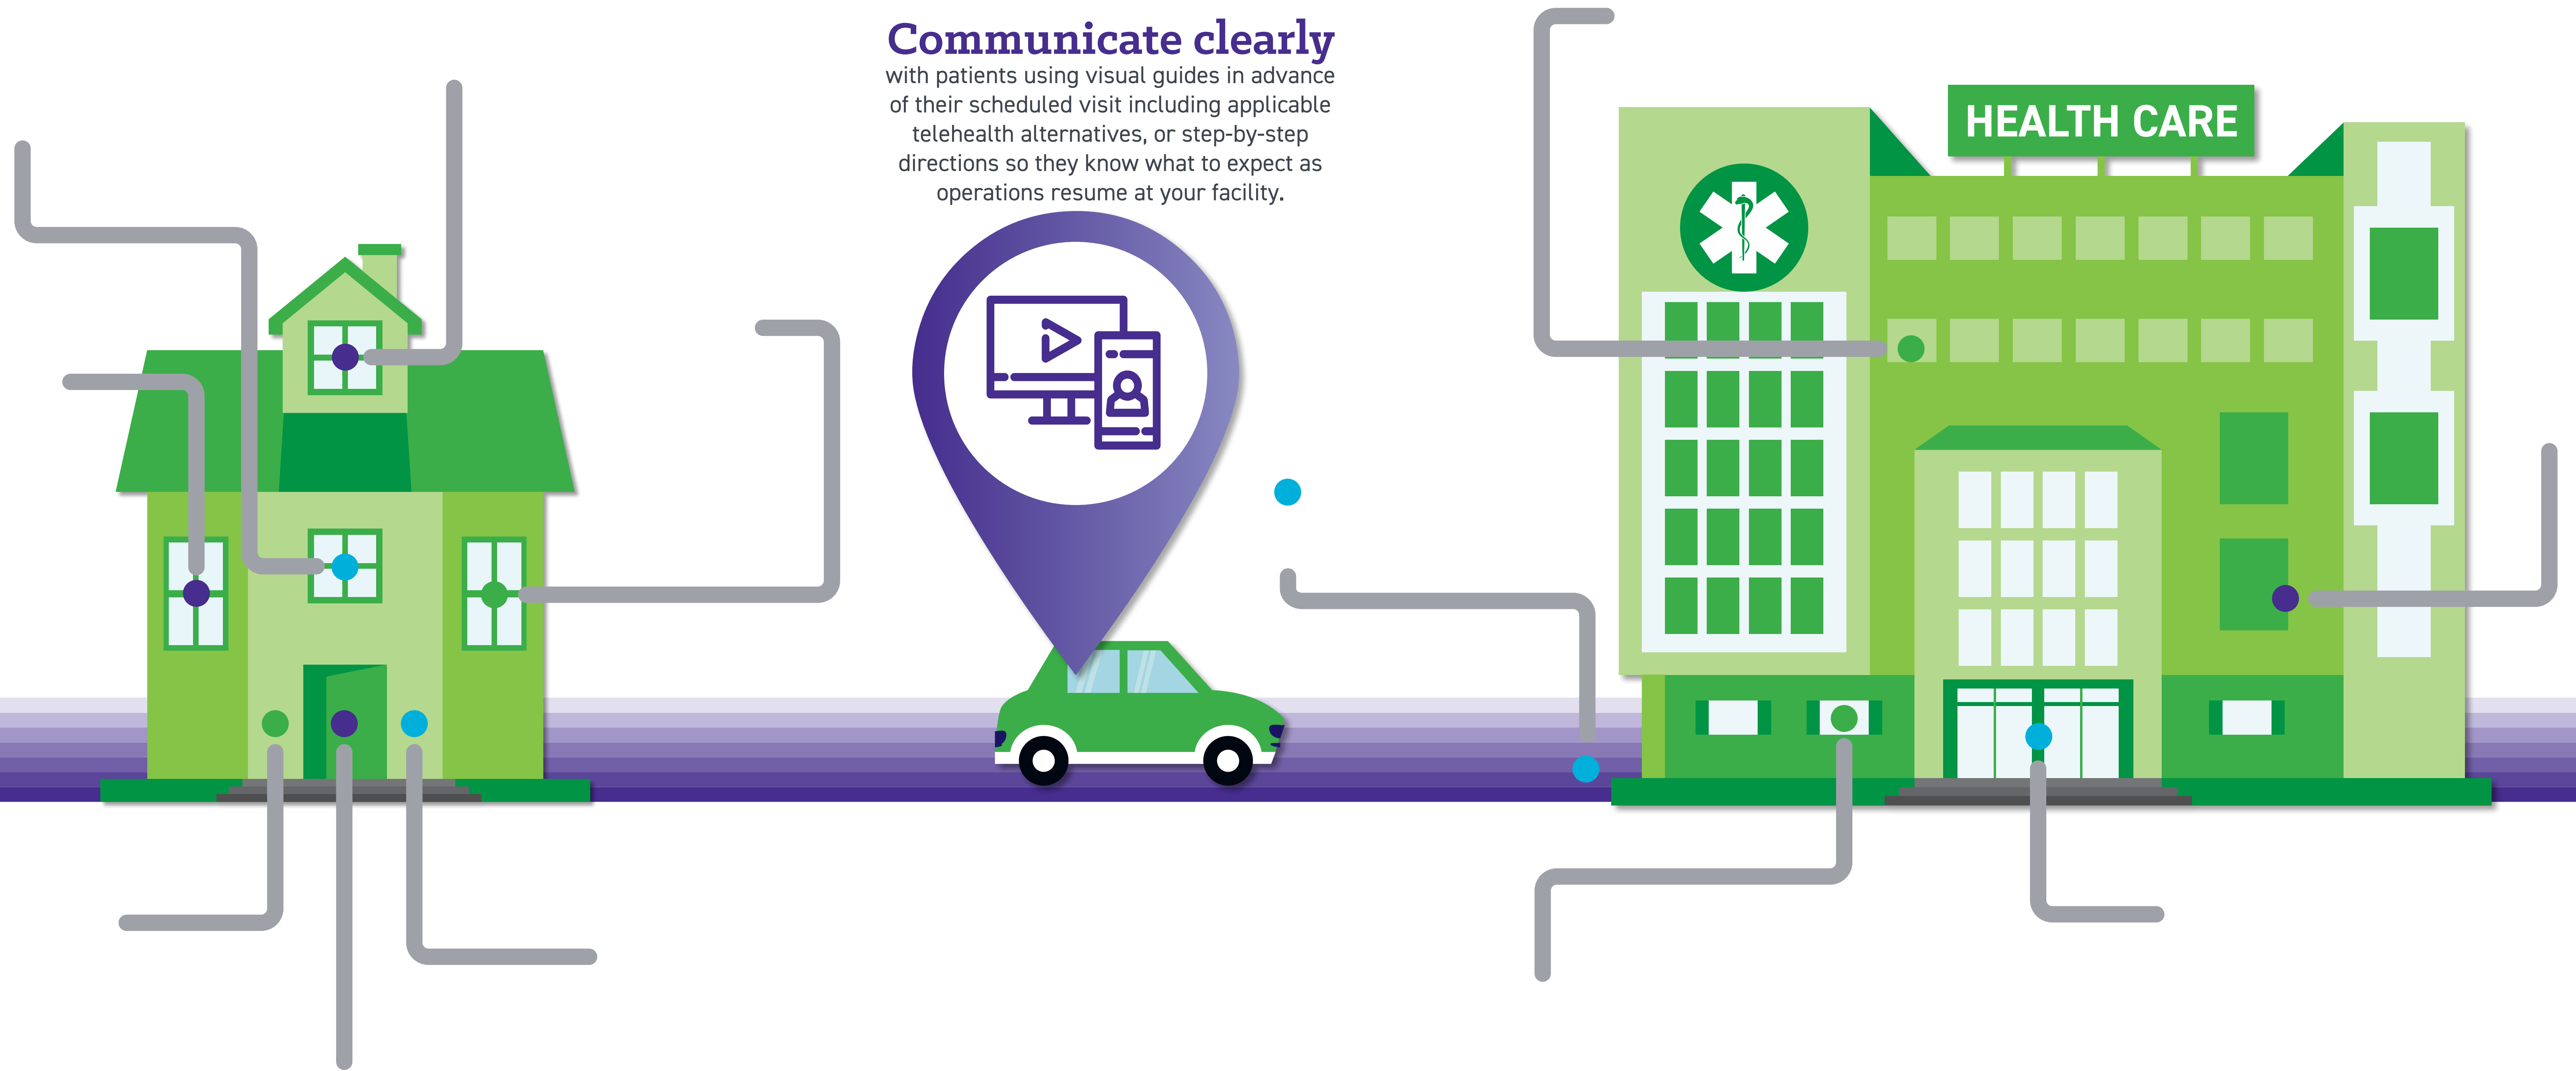 Communicate clearly
with patients using visual guides in advance
of their scheduled visit including applicable
telehealth alternatives, or step-by-step
directions so they know what to expect as
operations resume at your facility.
HEALTH CARE